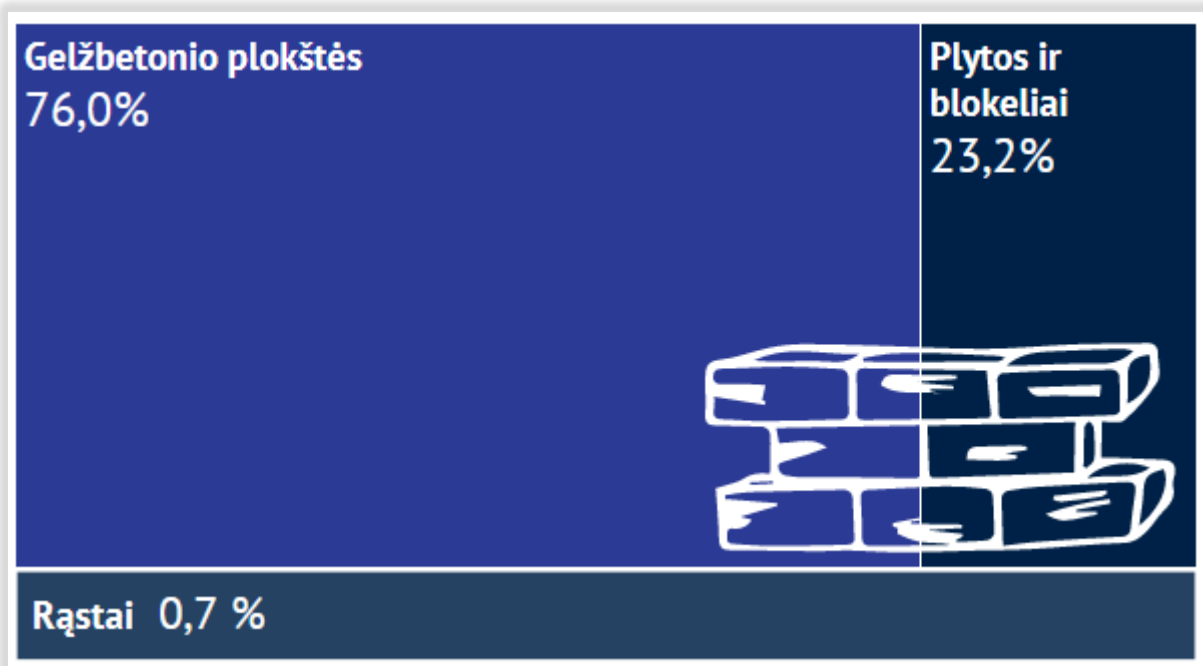 Gelžbetonio plokštės
76,0%
Plytos ir
blokeliai
23,2%
Rąstai 0,7 %